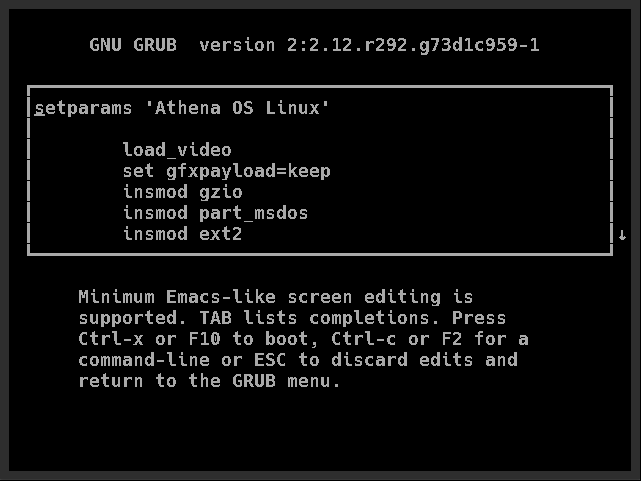 GNU GRUB  version 2:2.12.r292.g73d1c959-1
setparams 'Athena OS Linux'
load_video
set gfxpayload=keep
insmod gzio
insmod part_msdos
insmod ext2
↓
Minimum Emacs-like screen editing is
supported. TAB lists completions. Press
Ctrl-x or F10 to boot, Ctrl-c or F2 for a
command-line or ESC to discard edits and
return to the GRUB menu.